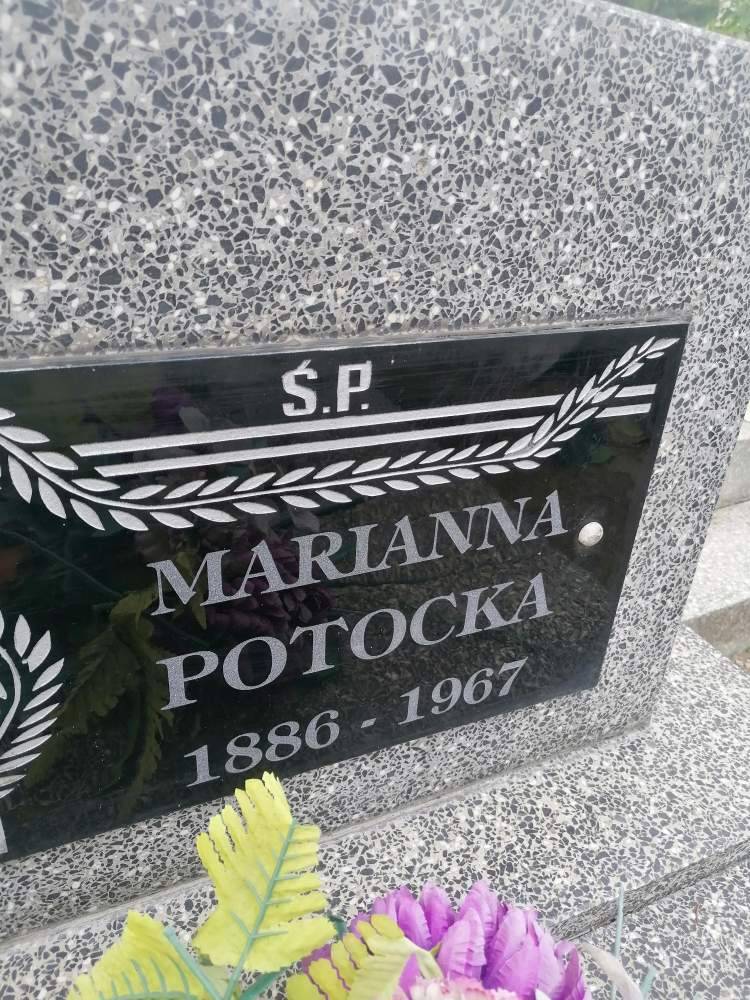 Ś.P.
MARIANNA
POTOCKA
1886 - 1967